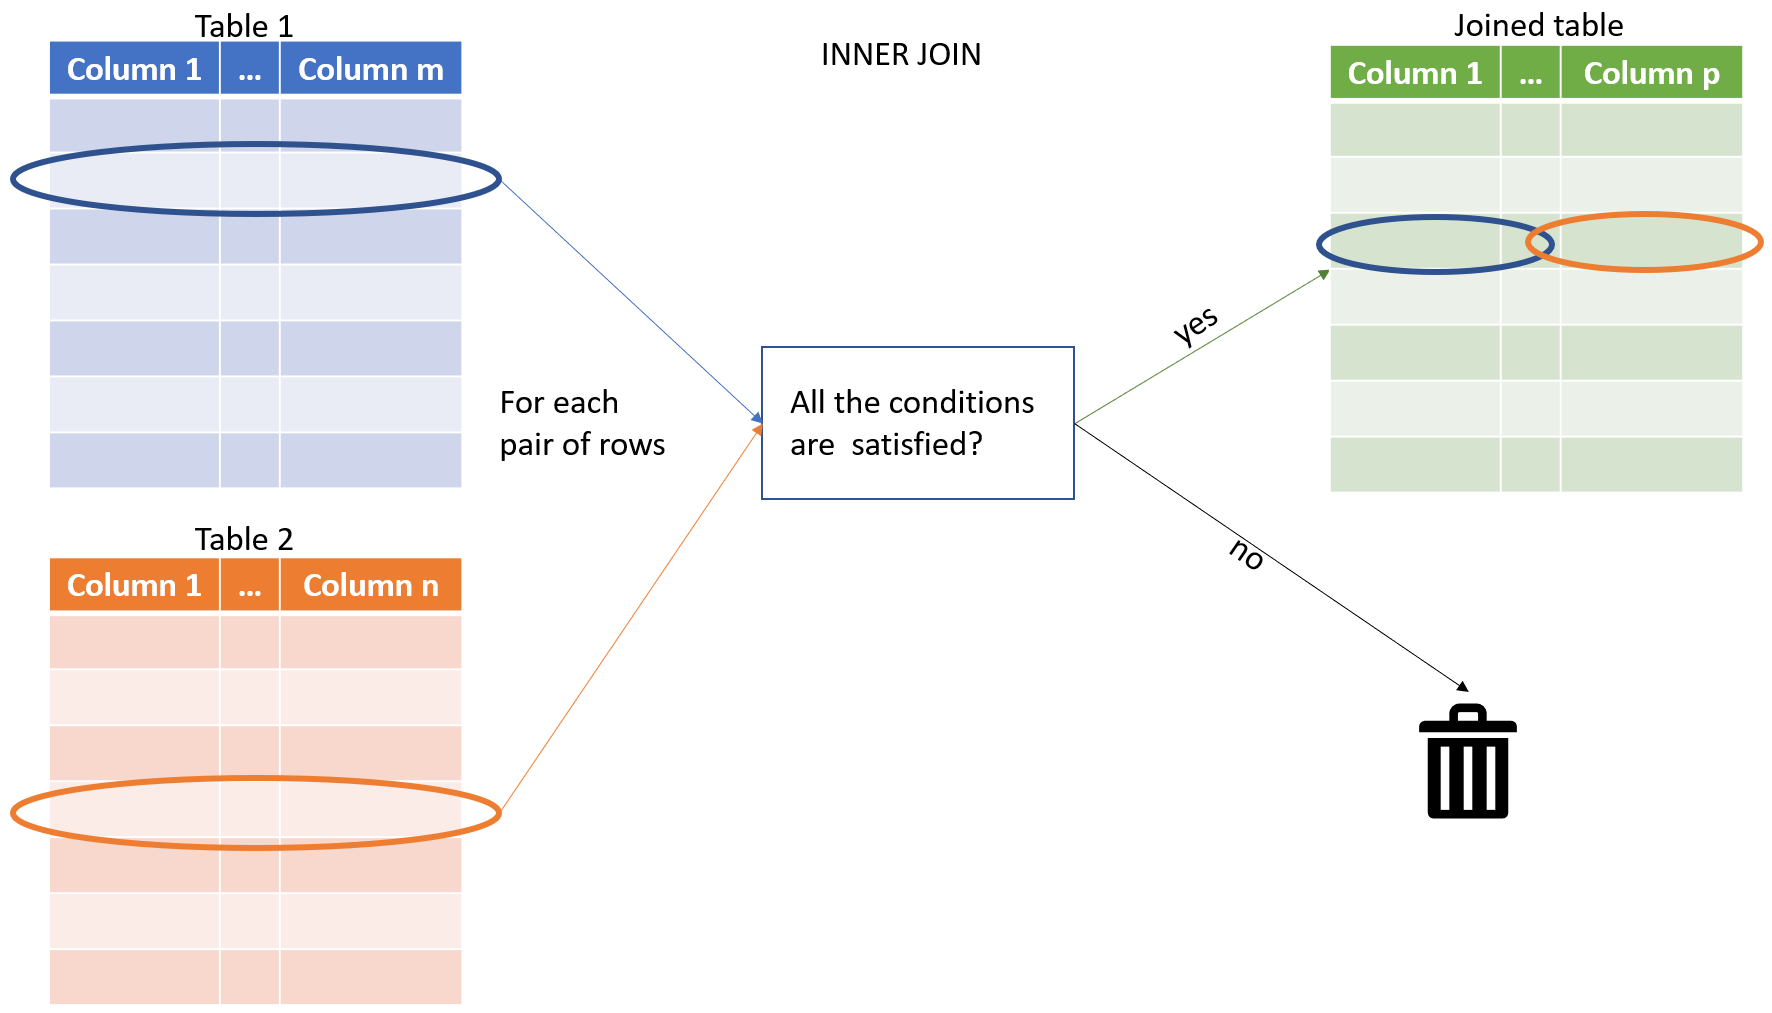 Table 1
Column 1 ... Column m
INNER JOIN
Joined table
Column 1 ... Column p
For each
pair of rows
All the conditions
are  satisfied?
yes
no
Table 2
Column 1 ... Column n